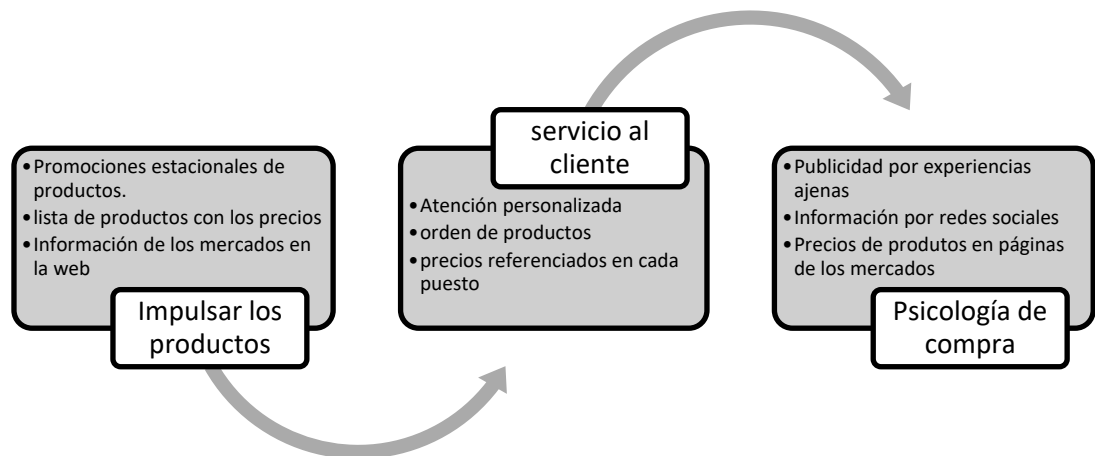 •Promociones estacionales de
productos.
•lista de productos con los precios
•Información de los mercados en
la web
Impulsar los
productos
servicio al
cliente
•Atención personalizada
•orden de productos
•precios referenciados en cada
puesto
•Publicidad por experiencias
ajenas
•Información por redes sociales
•Precios de produtos en páginas
de los mercados
Psicología de
compra